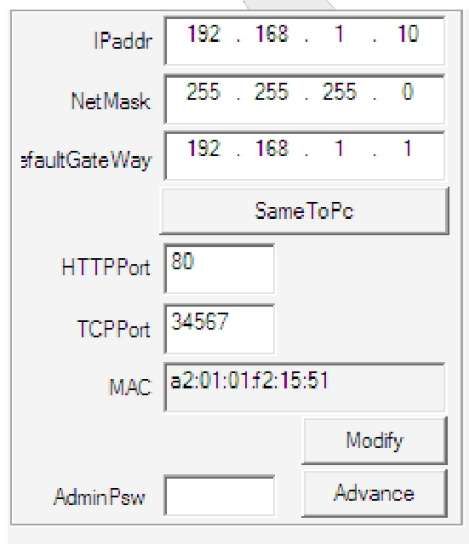 IPaddr 192 . 168 . 1 . 10
NetMask 255 . 255 . 255 . 0
efaultGateWay 192 . 168 . 1 . 1
SameToPc
HTTPPort 80
TCPPort 34567
MAC a2:01:01:f2:15:51
Modify
AdminPsw Advance